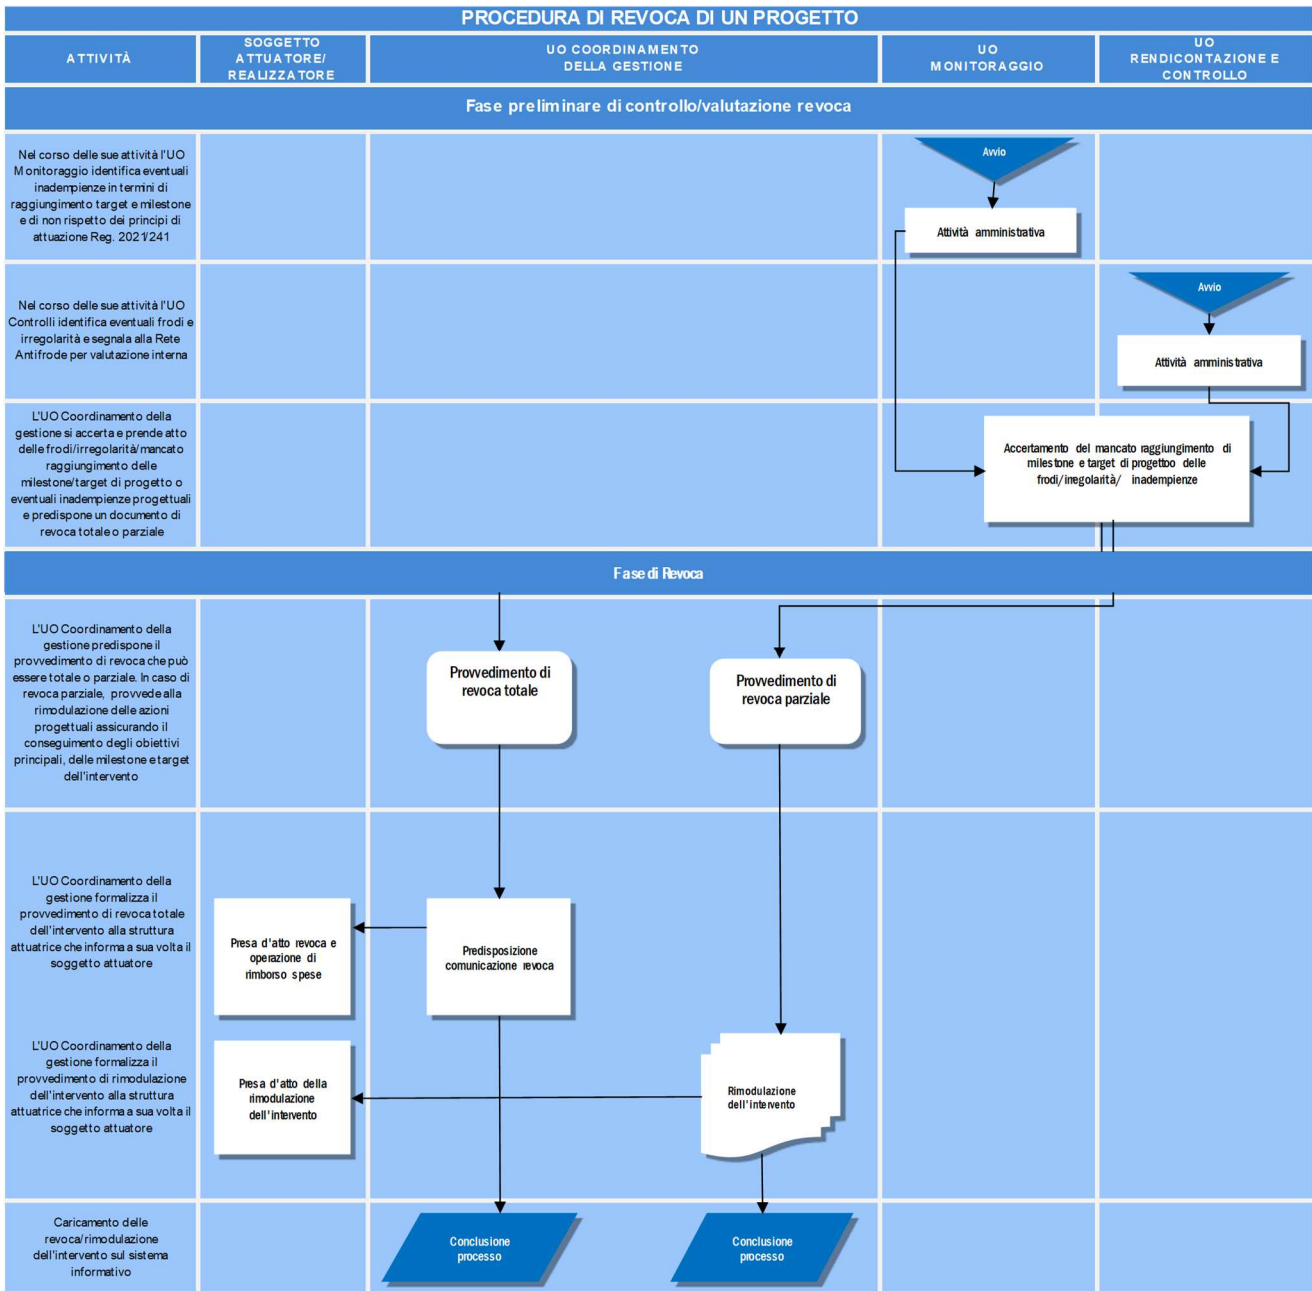 PROCEDURA DI REVOCA DI UN PROGETTO
ATTIVITÀ
SOGGETTO
ATTUATORE/
REALIZZATORE
UO COORDINAMENTO
DELLA GESTIONE
UO
MONITORAGGIO
UO
RENDICONTAZIONE E
CONTROLLO
Fase preliminare di controllo/valutazione revoca
Nel corso delle sue attività l'UO
Monitoraggio identifica eventuali
inadempienze in termini di
raggiungimento target e milestone
e di non rispetto dei principi di
attuazione Reg. 2021/241
Avvio
Attività amministrativa
Nel corso delle sue attività l'UO
Controlli identifica eventuali frodi e
irregolarità e segnala alla Rete
Antifrode per valutazione interna
Avvio
Attività amministrativa
L'UO Coordinamento della
gestione si accerta e prende atto
delle frodi/irregolarità/mancato
raggiungimento delle
milestone/target di progetto o
eventuali inadempienze progettuali
e predispone un documento di
revoca totale o parziale
Accertamento del mancato raggiungimento di
milestone e target di progettoo delle
frodi/irregolarità/ inadempienze
Fase di Revoca
L'UO Coordinamento della
gestione predispone il
provvedimento di revoca che può
essere totale o parziale. In caso di
revoca parziale, provvede alla
rimodulazione delle azioni
progettuali assicurando il
conseguimento degli obiettivi
principali, delle milestone e target
dell'intervento
Provvedimento di
revoca totale
Provvedimento di
revoca parziale
L'UO Coordinamento della
gestione formalizza il
provvedimento di revoca totale
dell'intervento alla struttura
attuatrice che informa a sua volta il
soggetto attuatore
Presa d'atto revoca e
operazione di
rimborso spese
Predisposizione
comunicazione revoca
L'UO Coordinamento della
gestione formalizza il
provvedimento di rimodulazione
dell'intervento alla struttura
attuatrice che informa a sua volta il
soggetto attuatore
Presa d'atto della
rimodulazione
dell'intervento
Rimodulazione
dell'intervento
Caricamento delle
revoca/rimodulazione
dell'intervento sul sistema
informativo
Conclusione
processo
Conclusione
processo